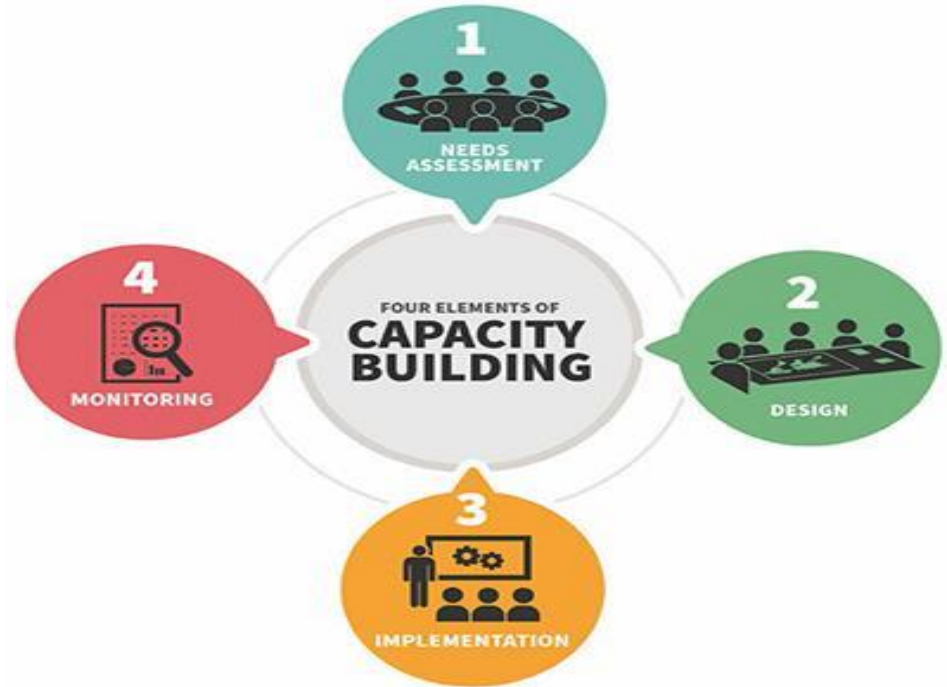 1
NEEDS
ASSESSMENT
2
DESIGN
3
IMPLEMENTATION
4
MONITORING
FOUR ELEMENTS OF
CAPACITY
BUILDING